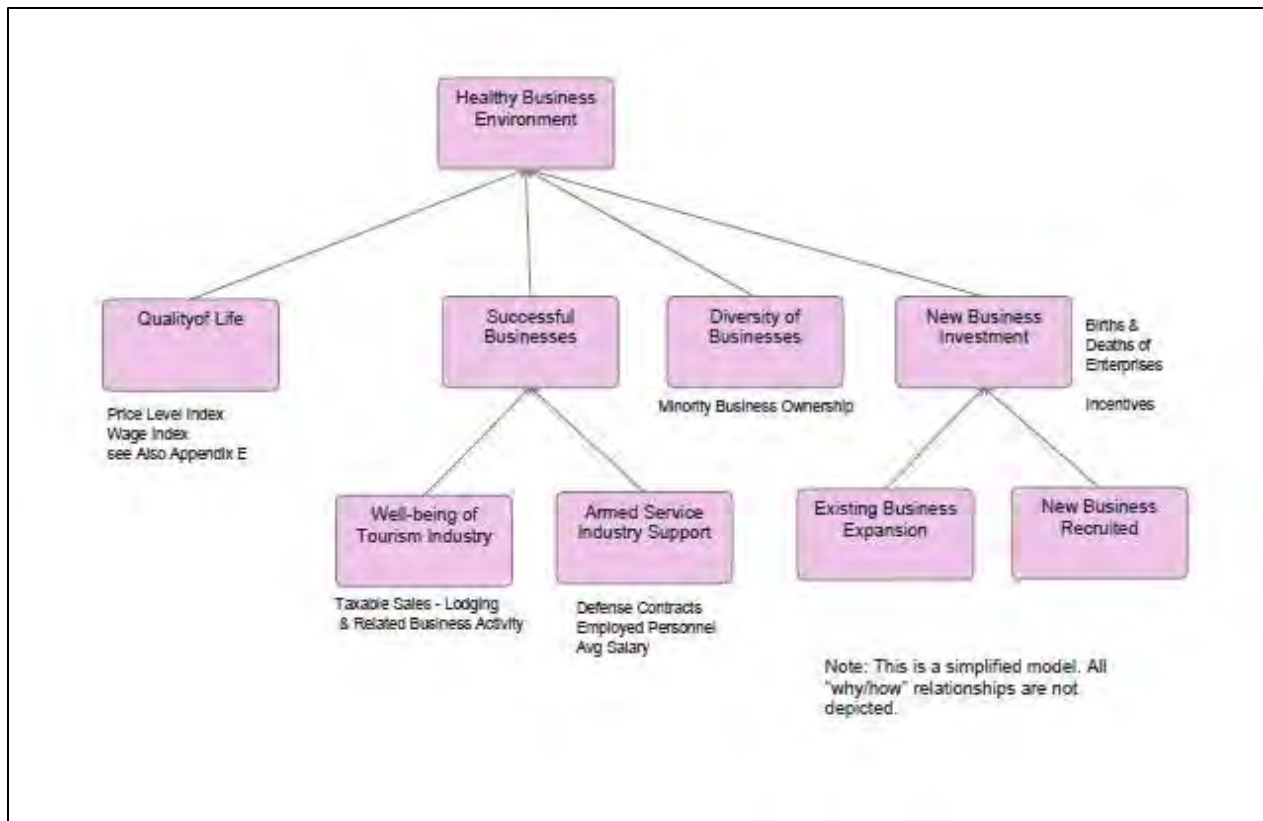 Healthy Business
Environment
Qualityof Life
Successful
Businesses
Diversity of
Businesses
New Business
Investment
Births &
Deaths of
Enterprises
Incentives
Price Level Index
Wage Index
see Also Appendix E
Minority Business Ownership
Well-being of
Tourism Industry
Armed Service
Industry Support
Existing Business
Expansion
New Business
Recruited
Taxable Sales - Lodging
& Related Business Activity
Defense Contracts
Employed Personnel
Avg Salary
Note: This is a simplified model. All
"why/how" relationships are not
depicted.